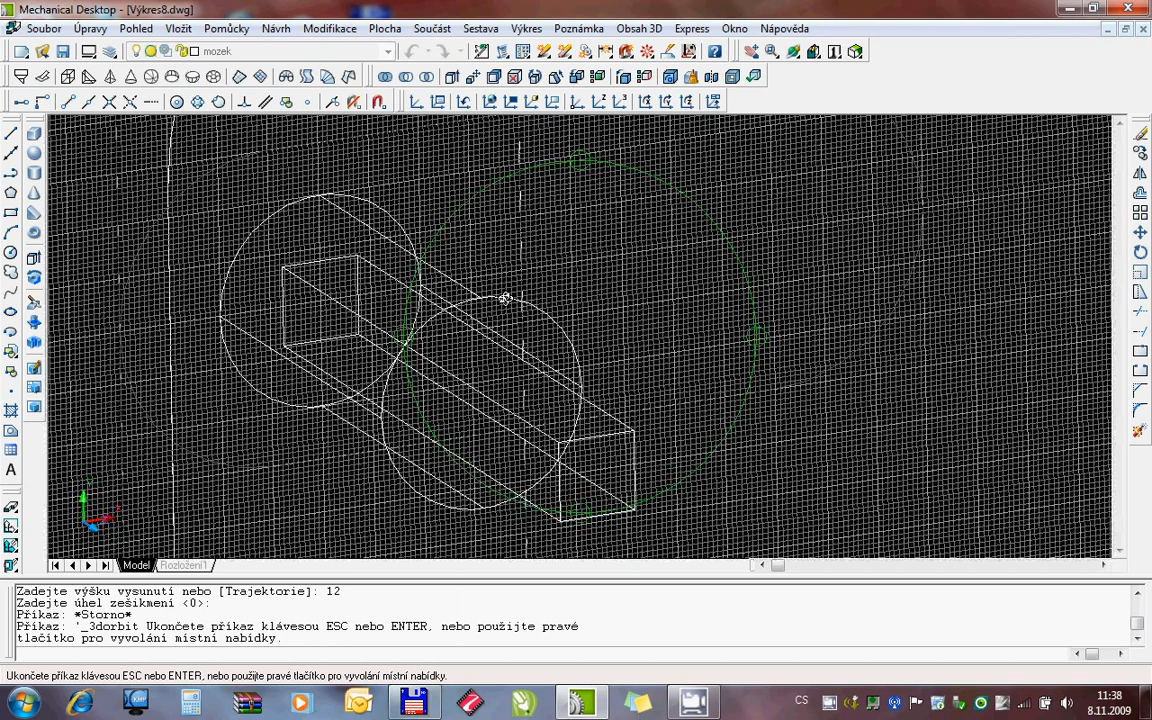 Mechanical Desktop - [Výkres8.dwg]
Soubor Úpravy Pohled Vložit Pomůcky Návrh Modifikace Plocha Součást Sestava Výkres Poznámka Obsah 3D Express Okno Nápověda
mozek
Model Rozložení1
Zadejte výšku vysunutí nebo [Trajektorie]: 12
Zadejte úhel zešikmení <0>:
Příkaz: *Storno*
Příkaz: '_3dorbit Ukončete příkaz klávesou ESC nebo ENTER, nebo použijte pravé
tlačítko pro vyvolání místní nabídky.
Ukončete příkaz klávesou ESC nebo ENTER, nebo použijte pravé tlačítko pro vyvolání místní nabídky.
CS
11:38
8.11.2009